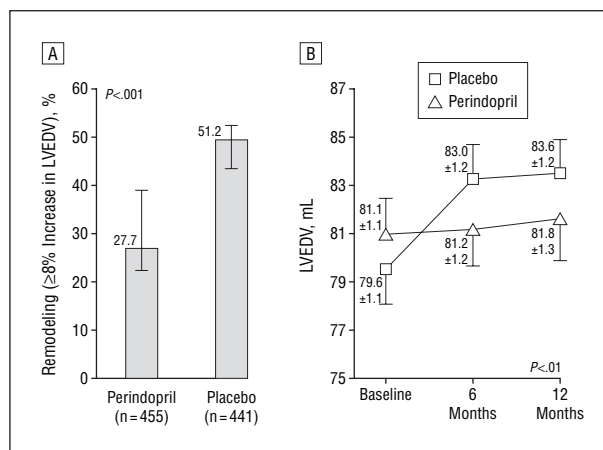 A
Remodeling (≥8% Increase in LVEDV), %
60
50
40
30
20
10
0
P<.001
27.7
51.2
Perindopril
(n=455)
Placebo
(n=441)
B
Placebo
Perindopril
LVEDV, mL
87
85
83
81
79
77
75
81.1
±1.1
79.6
±1.1
83.0
±1.2
81.2
±1.2
83.6
±1.2
81.8
±1.3
P<.01
Baseline
6
Months
12
Months